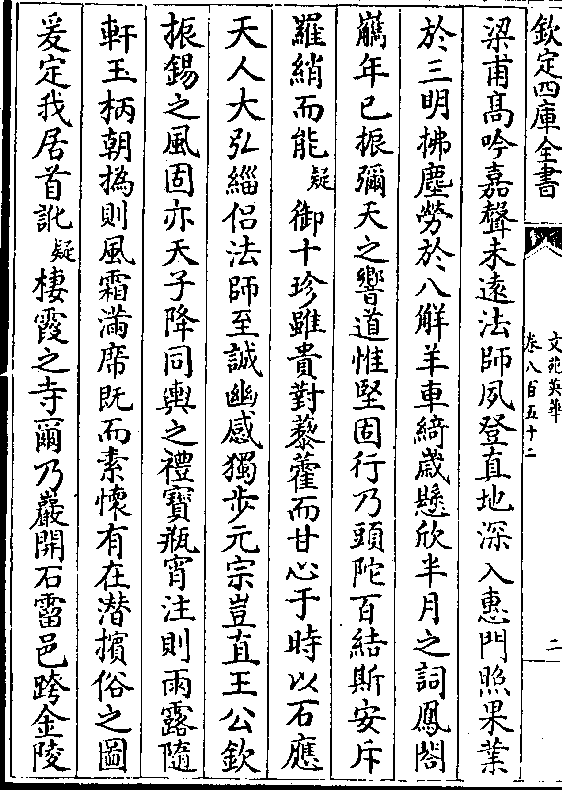 欽定四庫全書
文苑英華
卷八百五十二
二
梁甫高吟嘉聲未遠法師夙登直地深入惠門照果業
於三明拂塵勞於八解羊車綺歲懸欣半月之詞鳳閣
觿年已振彌天之響道惟堅固行乃頭陀百結斯安斥
羅綃而能疑御十珍雖貴對藜藿而甘心于時以石應
天人大弘緇侣法師至誠幽感獨步元宗豈直王公欽
振錫之風固亦天子降同輿之禮寶瓶宵注則雨露隨
軒玉柄朝撝則風霜滿席既而素懷有在潜擯俗之圖
爰定我居首訛疑棲霞之寺爾乃巖開石霤邑跨金陵